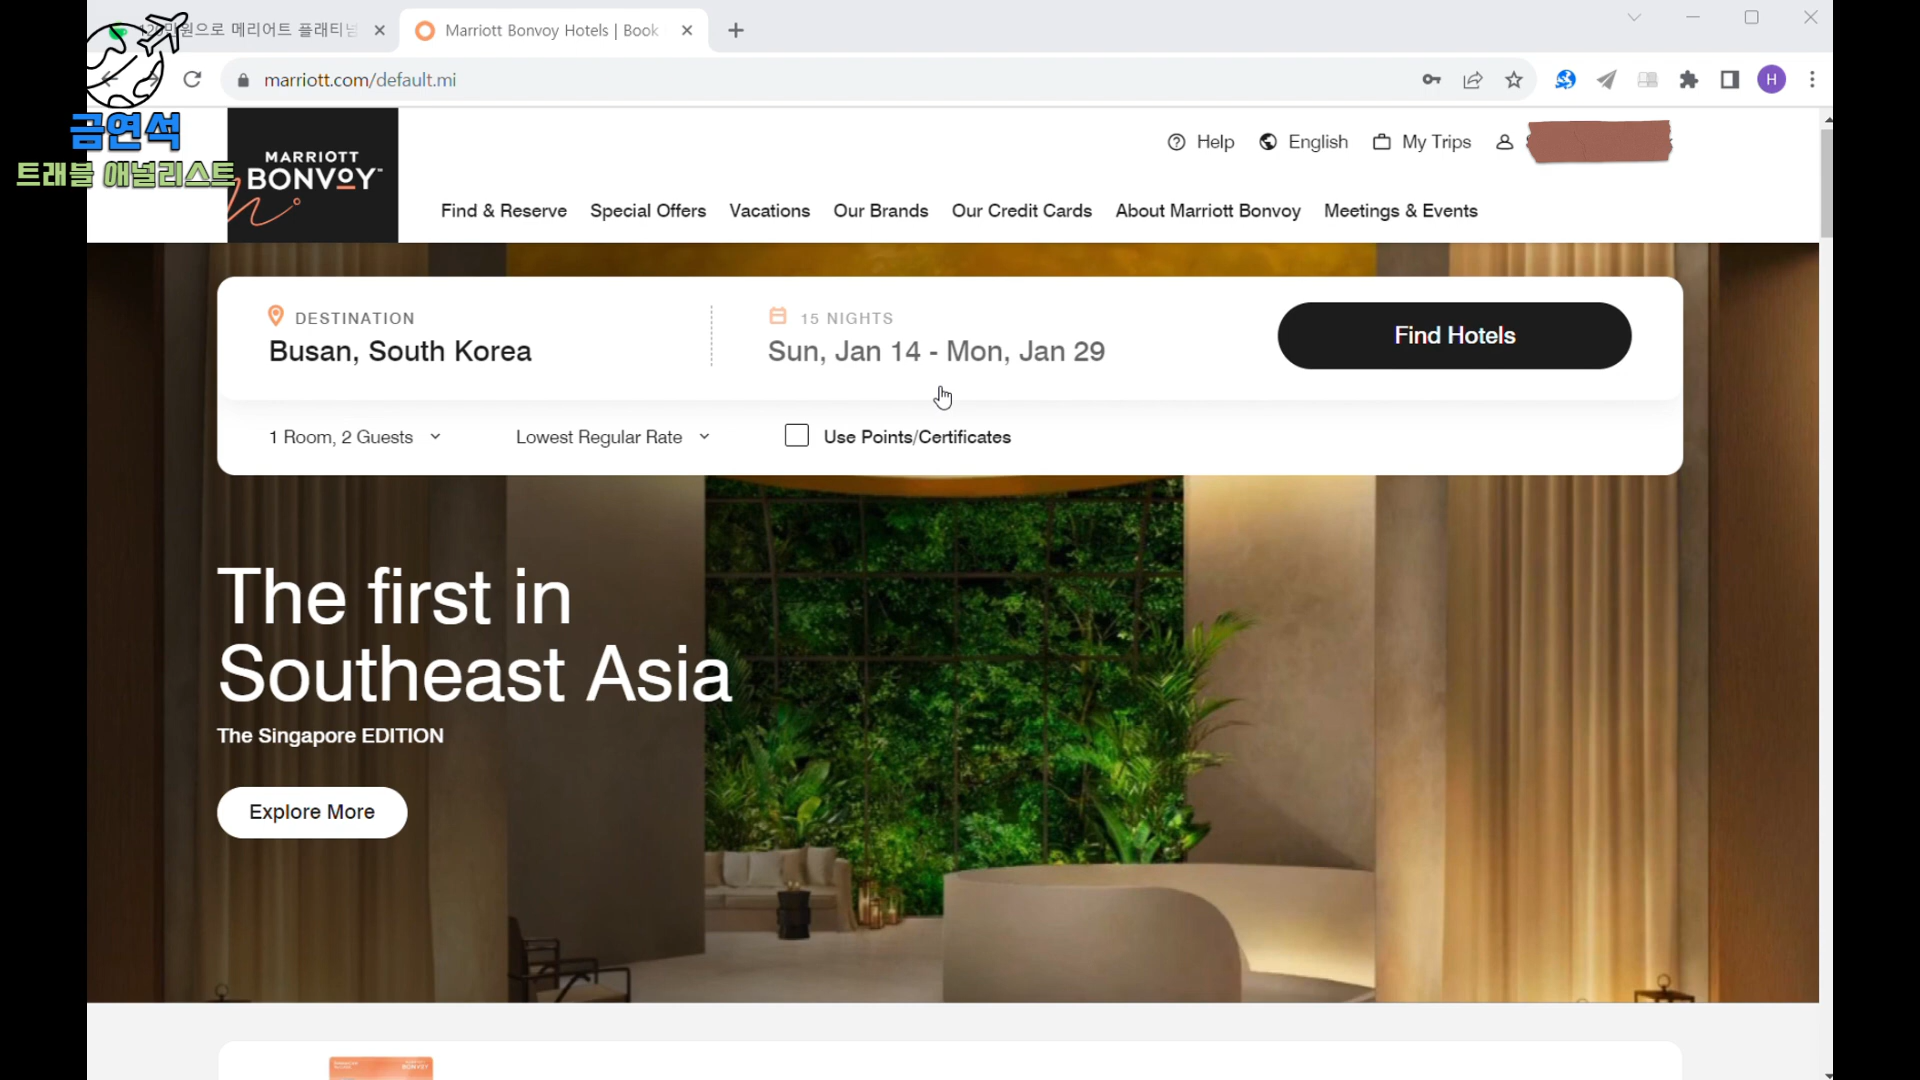 만원으로 메리어트 플래티넘
Marriott Bonvoy Hotels | Book
marriott.com/default.mi
H
금연석
트래블 애널리스트
MARRIOTT
BONVOY™
Help
English
My Trips
Find & Reserve
Special Offers
Vacations
Our Brands
Our Credit Cards
About Marriott Bonvoy
Meetings & Events
DESTINATION
Busan, South Korea
15 NIGHTS
Sun, Jan 14 - Mon, Jan 29
Find Hotels
1 Room, 2 Guests
Lowest Regular Rate
Use Points/Certificates
The first in
Southeast Asia
The Singapore EDITION
Explore More
BONVOY